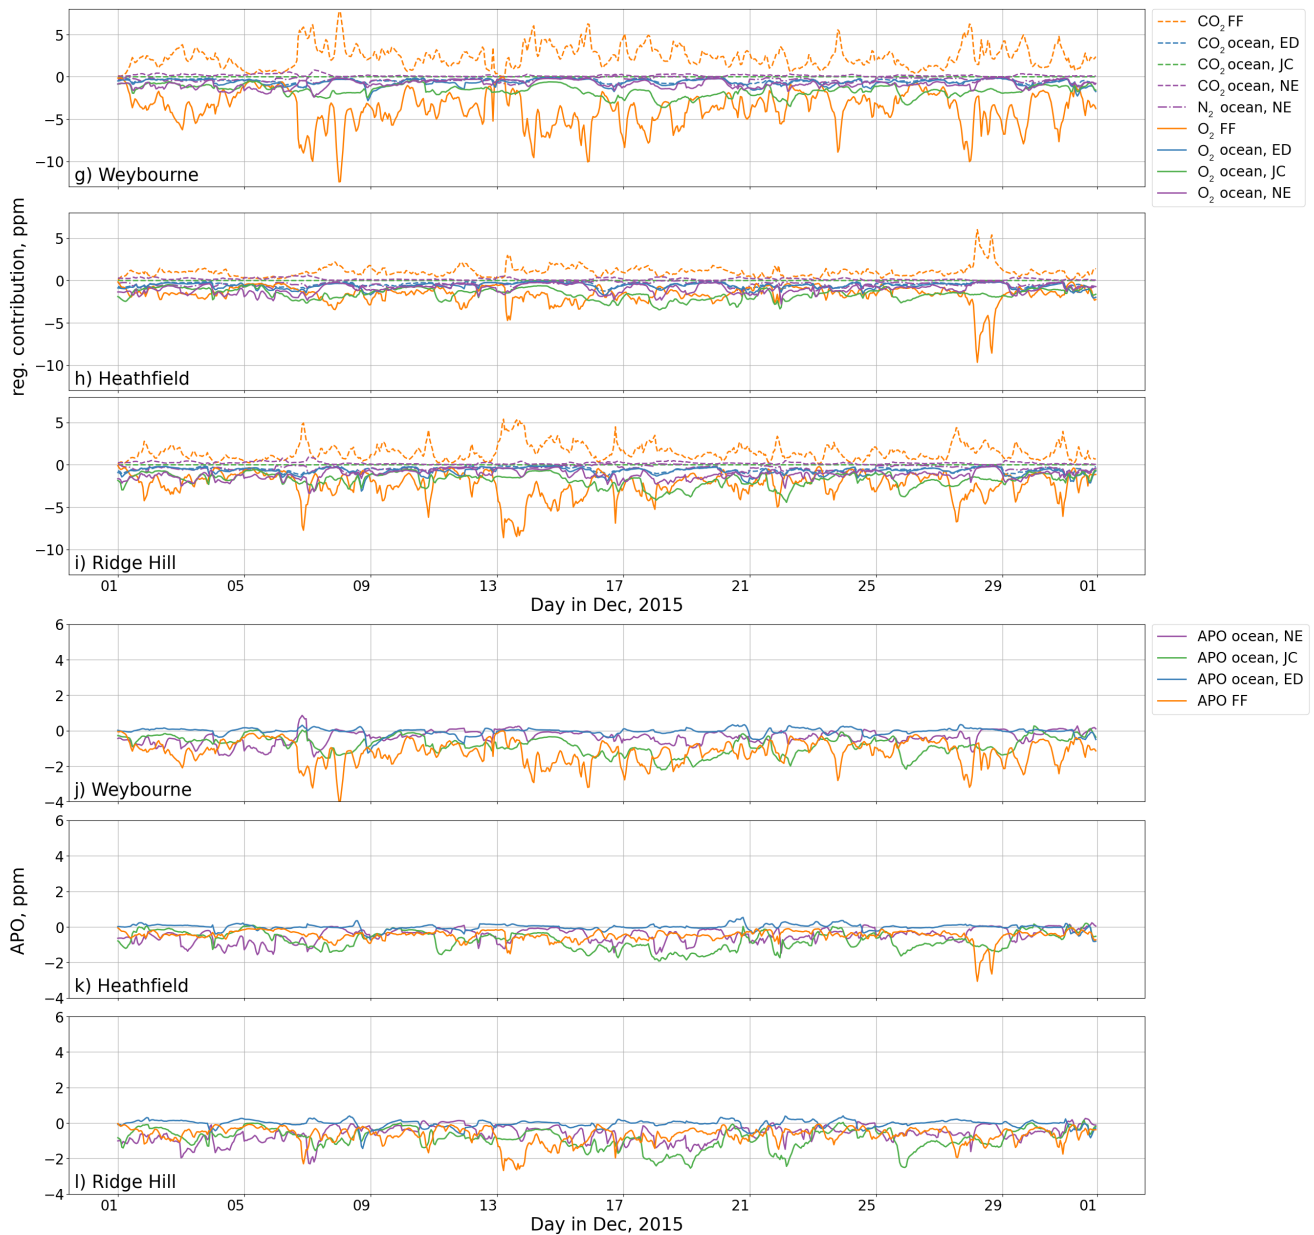 5
0
−5
−10
g) Weybourne
CO₂ FF
CO₂ ocean, ED
CO₂ ocean, JC
CO₂ ocean, NE
N₂ ocean, NE
O₂ FF
O₂ ocean, ED
O₂ ocean, JC
O₂ ocean, NE
reg. contribution, ppm
5
0
−5
−10
h) Heathfield
5
0
−5
−10
i) Ridge Hill
01 05 09 13 17 21 25 29 01
Day in Dec, 2015
6
4
2
0
−2
−4
j) Weybourne
APO ocean, NE
APO ocean, JC
APO ocean, ED
APO FF
APO, ppm
6
4
2
0
−2
−4
k) Heathfield
6
4
2
0
−2
−4
l) Ridge Hill
01 05 09 13 17 21 25 29 01
Day in Dec, 2015